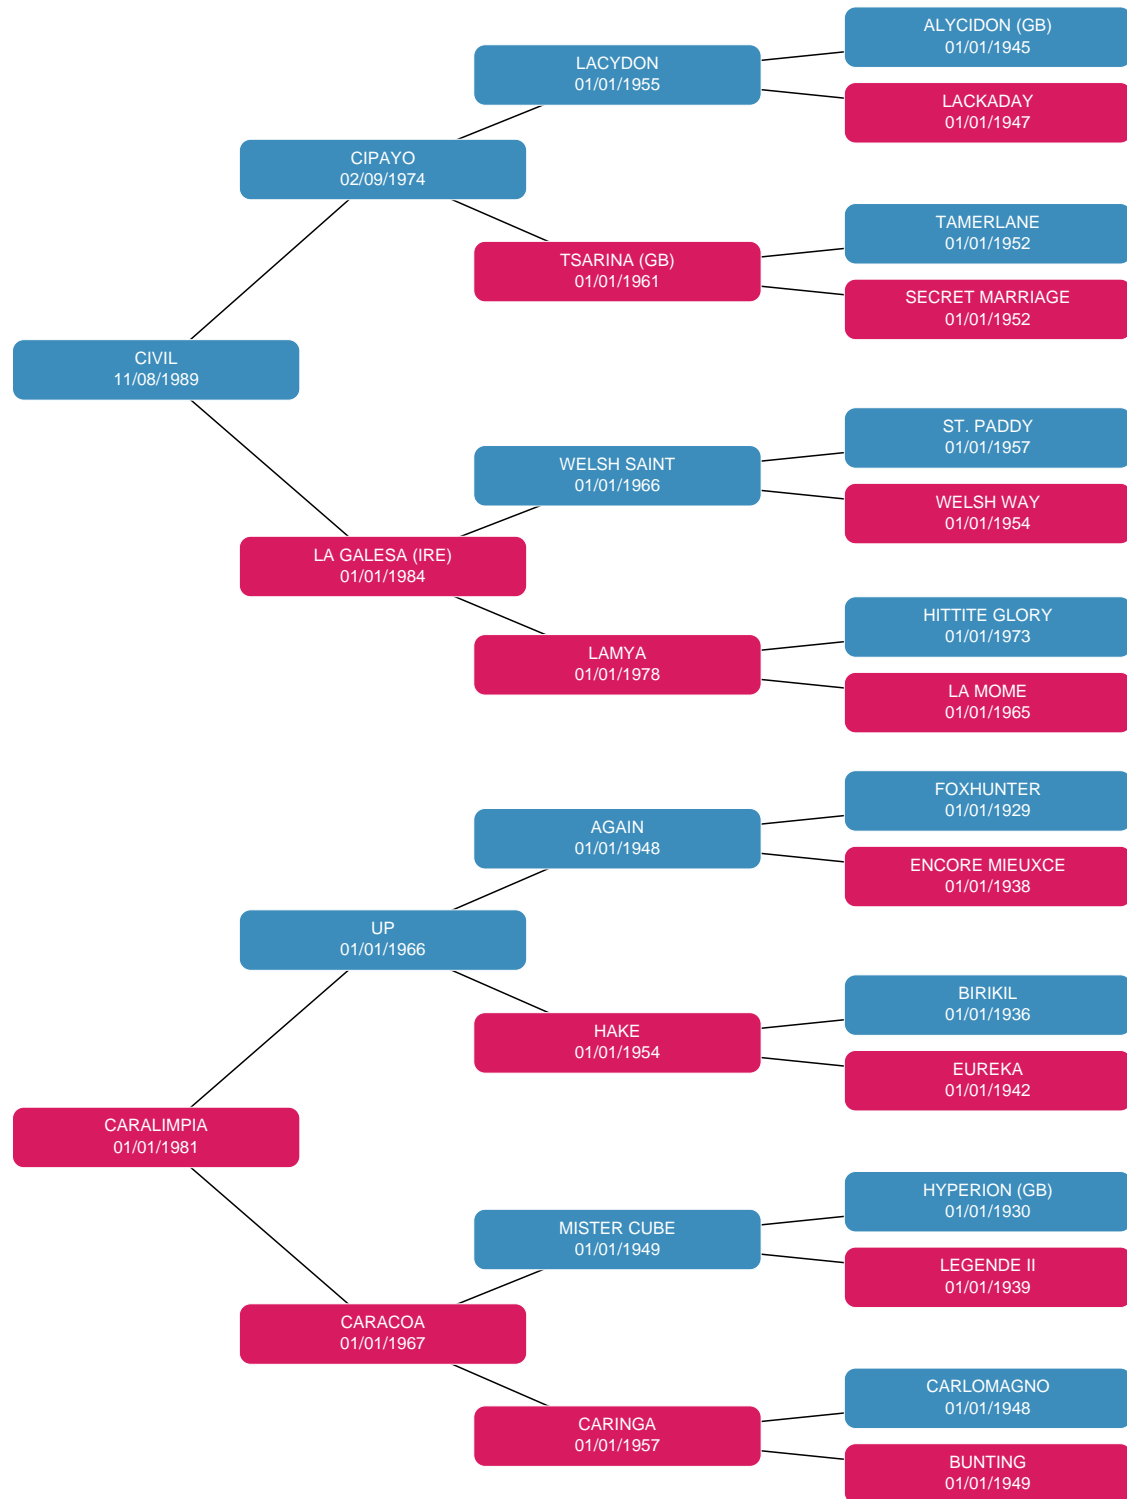 ALYCIDON (GB)
01/01/1945
LACYDON
01/01/1955
LACKADAY
01/01/1947
CIPAYO
02/09/1974
TAMERLANE
01/01/1952
TSARINA (GB)
01/01/1961
SECRET MARRIAGE
01/01/1952
CIVIL
11/08/1989
ST. PADDY
01/01/1957
WELSH SAINT
01/01/1966
WELSH WAY
01/01/1954
LA GALESA (IRE)
01/01/1984
HITTITE GLORY
01/01/1973
LAMYA
01/01/1978
LA MOME
01/01/1965
FOXHUNTER
01/01/1929
AGAIN
01/01/1948
ENCORE MIEUXCE
01/01/1938
UP
01/01/1966
BIRIKIL
01/01/1936
HAKE
01/01/1954
EUREKA
01/01/1942
CARALIMPIA
01/01/1981
HYPERION (GB)
01/01/1930
MISTER CUBE
01/01/1949
LEGENDE II
01/01/1939
CARACOA
01/01/1967
CARLOMAGNO
01/01/1948
CARINGA
01/01/1957
BUNTING
01/01/1949